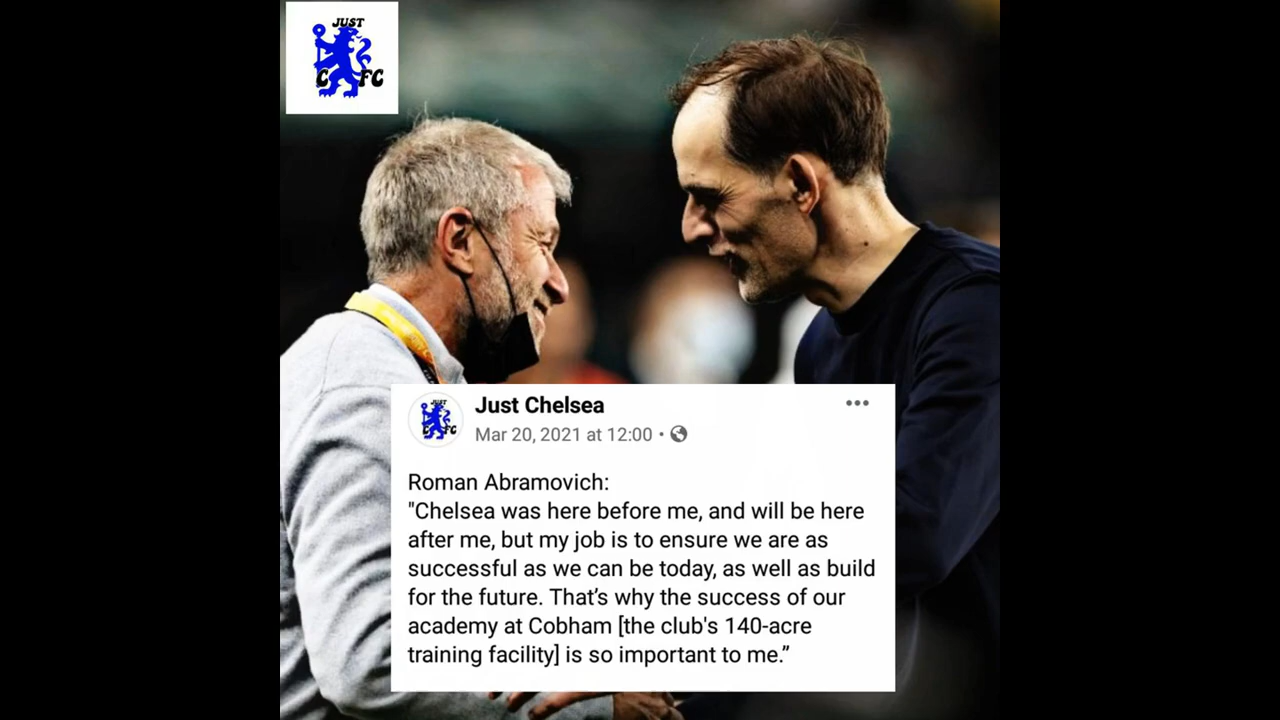 JUST
C FC
Just Chelsea
Mar 20, 2021 at 12:00 •
Roman Abramovich:
"Chelsea was here before me, and will be here
after me, but my job is to ensure we are as
successful as we can be today, as well as build
for the future. That’s why the success of our
academy at Cobham [the club's 140-acre
training facility] is so important to me.”